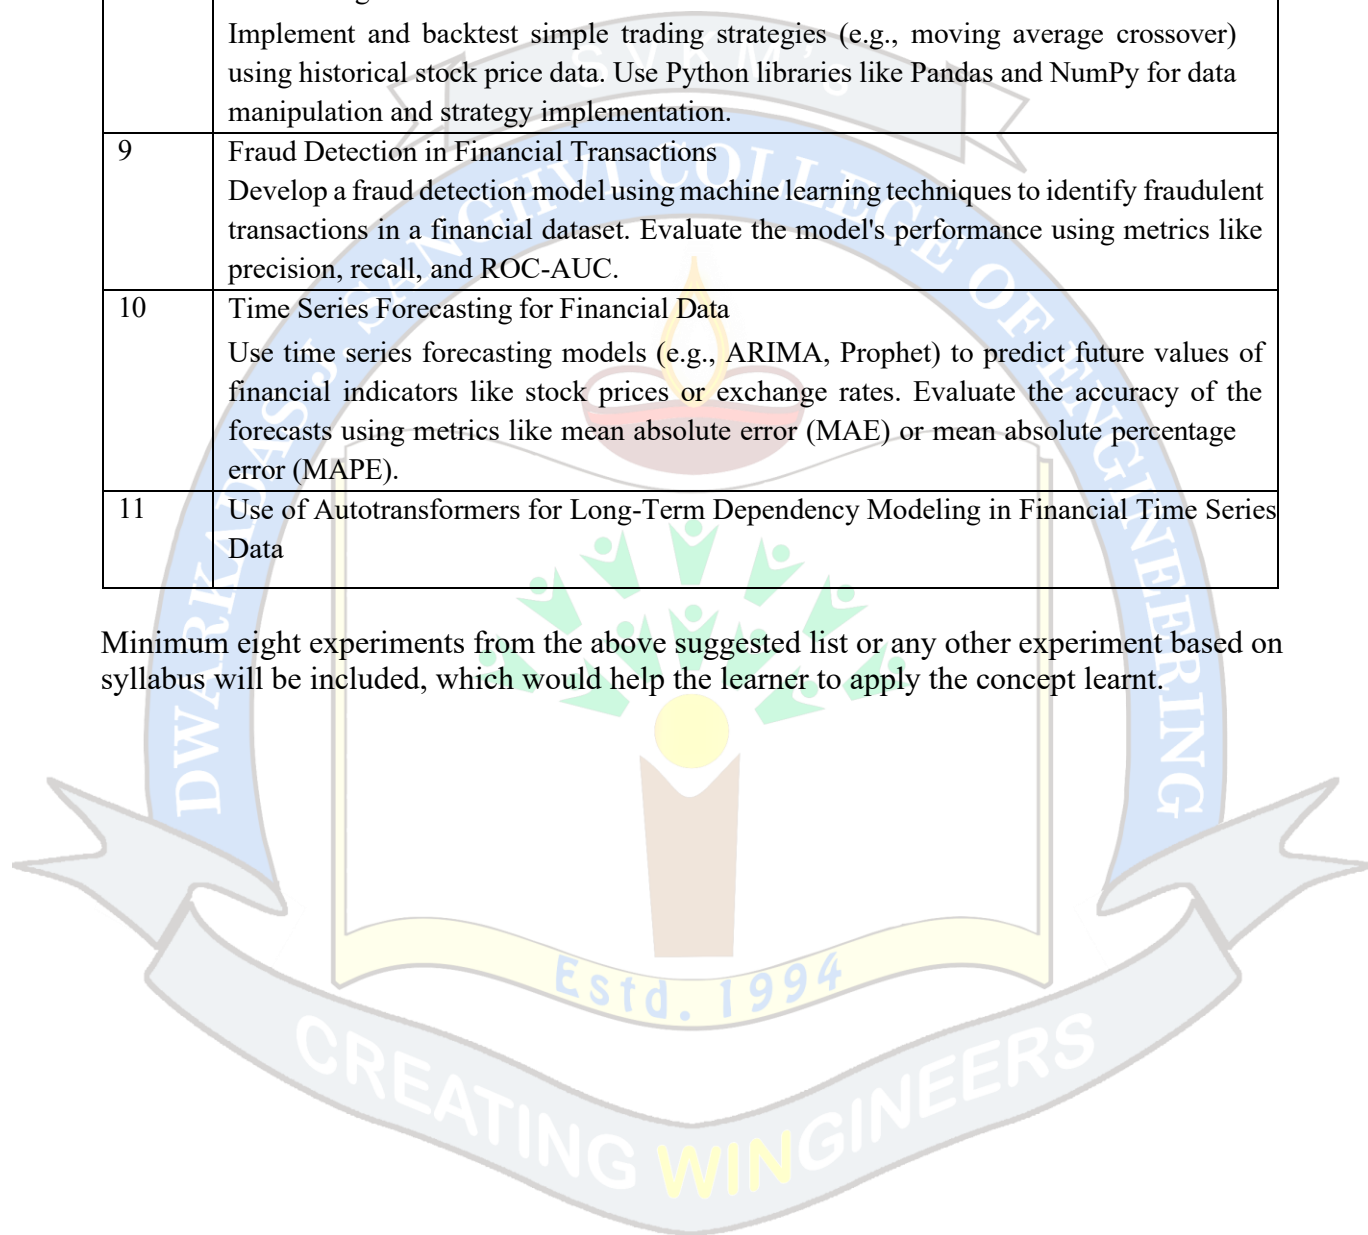 Implement and backtest simple trading strategies (e.g., moving average crossover)
using historical stock price data. Use Python libraries like Pandas and NumPy for data
manipulation and strategy implementation.
9
Fraud Detection in Financial Transactions
Develop a fraud detection model using machine learning techniques to identify fraudulent
transactions in a financial dataset. Evaluate the model's performance using metrics like
precision, recall, and ROC-AUC.
10
Time Series Forecasting for Financial Data
Use time series forecasting models (e.g., ARIMA, Prophet) to predict future values of
financial indicators like stock prices or exchange rates. Evaluate the accuracy of the
forecasts using metrics like mean absolute error (MAE) or mean absolute percentage
error (MAPE).
11
Use of Autotransformers for Long-Term Dependency Modeling in Financial Time Series
Data
Minimum eight experiments from the above suggested list or any other experiment based on
syllabus will be included, which would help the learner to apply the concept learnt.
SVKM's
DWARKADAS J. SANGHVI COLLEGE OF ENGINEERING
Estd. 1994
CREATING WINGINEERS